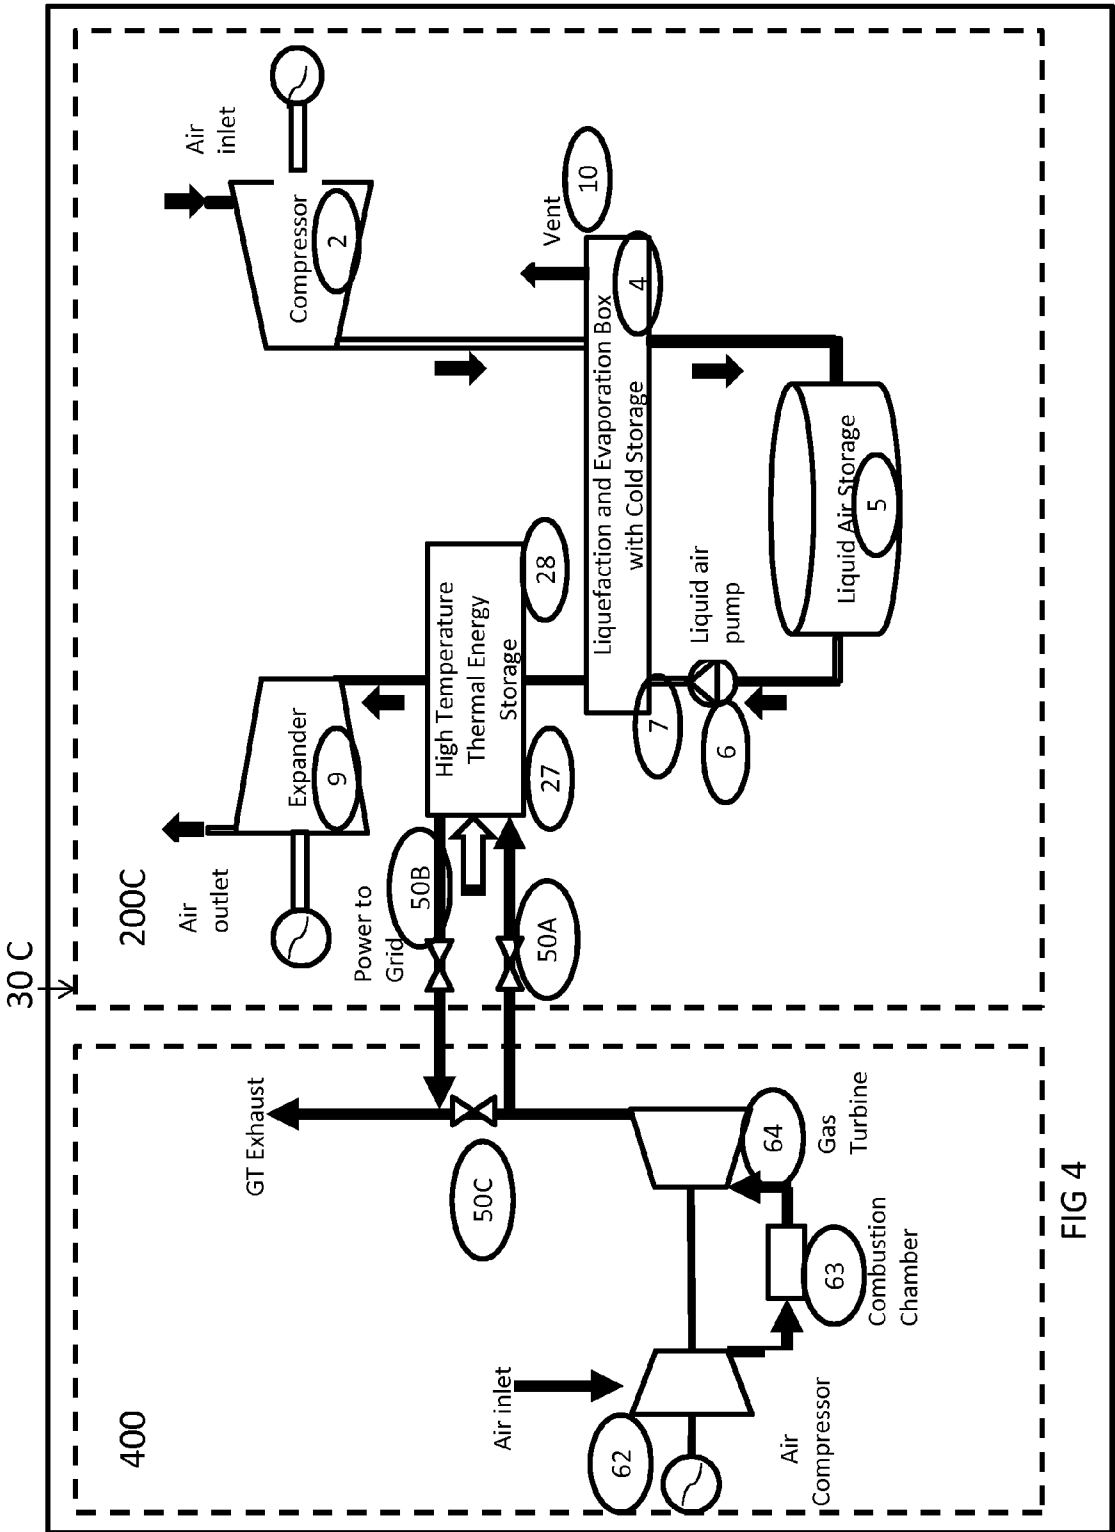 30 C
400
200C
Air inlet
62
Air
Compressor
63
Combustion
Chamber
64
Gas
Turbine
GT Exhaust
50C
50B
50A
Power to
Grid
Air
outlet
Expander
9
High Temperature
Thermal Energy
Storage
27
28
Air
inlet
Compressor
2
Vent
10
Liquefaction and Evaporation Box
with Cold Storage
4
7
6
Liquid air
pump
Liquid Air Storage
5
FIG 4